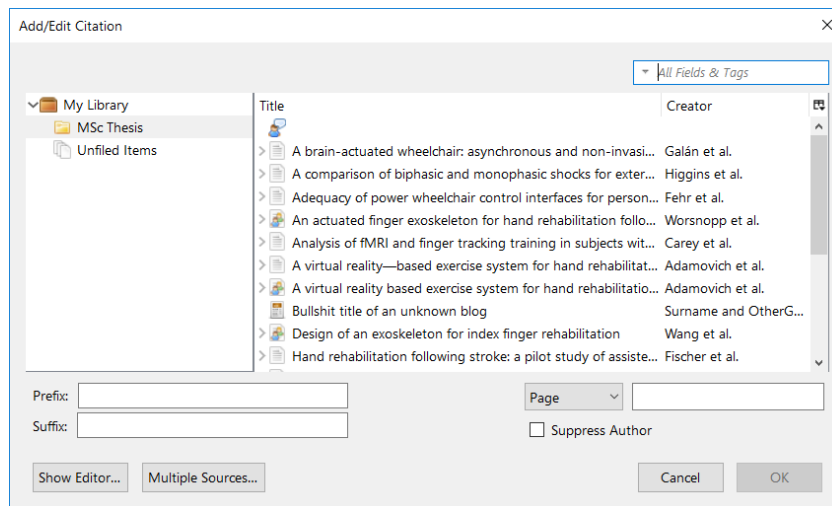 Add/Edit Citation
All Fields & Tags
My Library
MSc Thesis
Unfiled Items
Title Creator
A brain-actuated wheelchair: asynchronous and non-invasi... Galán et al.
A comparison of biphasic and monophasic shocks for exter... Higgins et al.
Adequacy of power wheelchair control interfaces for person... Fehr et al.
An actuated finger exoskeleton for hand rehabilitation follo... Worsnopp et al.
Analysis of fMRI and finger tracking training in subjects wit... Carey et al.
A virtual reality—based exercise system for hand rehabilitat... Adamovich et al.
A virtual reality based exercise system for hand rehabilitatio... Adamovich et al.
Bullshit title of an unknown blog Surname and OtherG...
Design of an exoskeleton for index finger rehabilitation Wang et al.
Hand rehabilitation following stroke: a pilot study of assiste... Fischer et al.
Prefix: Page
Suffix: Suppress Author
Show Editor... Multiple Sources... Cancel OK